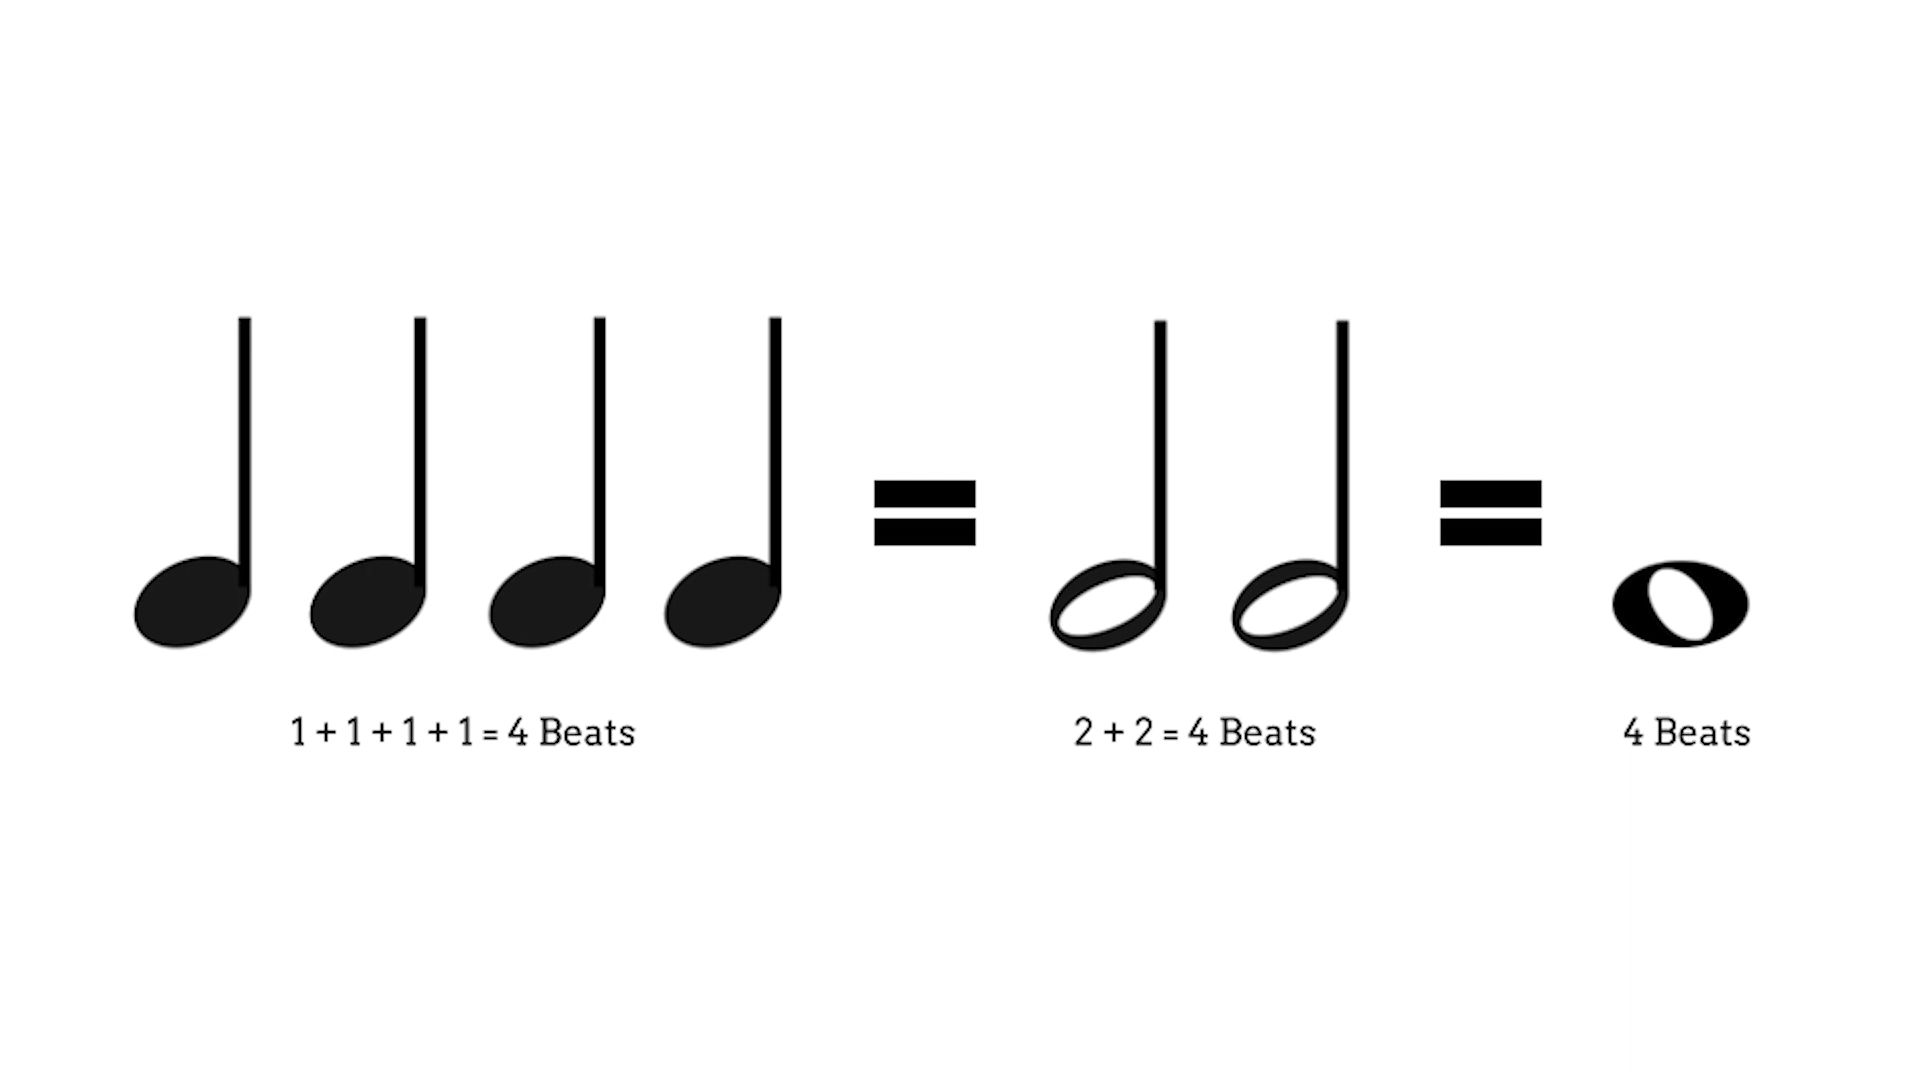 1 + 1 + 1 + 1 = 4 Beats
2 + 2 = 4 Beats
4 Beats